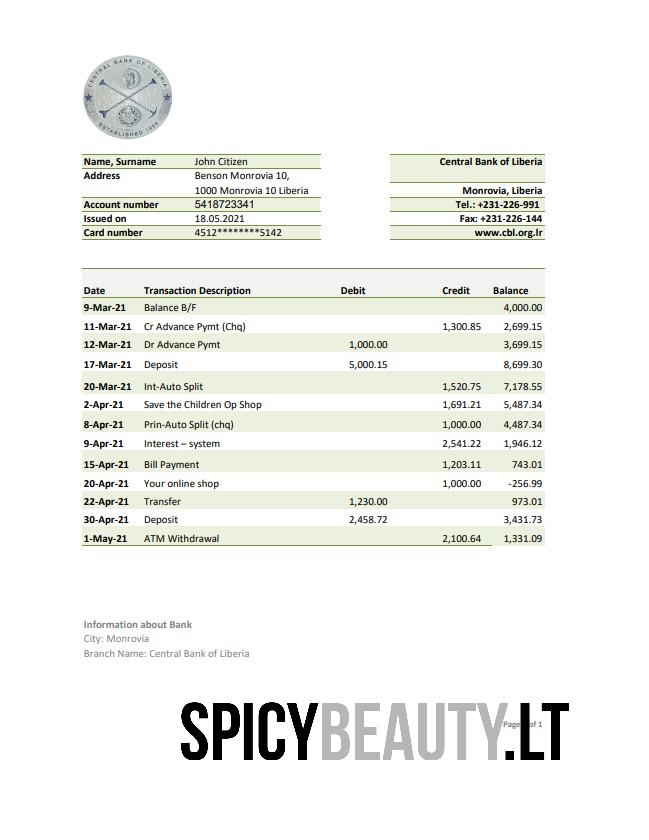 CENTRAL BANK OF LIBERIA
ESTABLISHED 1999
Name, Surname John Citizen
Address Benson Monrovia 10,
1000 Monrovia 10 Liberia
Account number 5418723341
Issued on 18.05.2021
Card number 4512********5142
Central Bank of Liberia
Monrovia, Liberia
Tel.: +231-226-991
Fax: +231-226-144
www.cbl.org.lr
Date Transaction Description Debit Credit Balance
9-Mar-21 Balance B/F 4,000.00
11-Mar-21 Cr Advance Pymt (Chq) 1,300.85 2,699.15
12-Mar-21 Dr Advance Pymt 1,000.00 3,699.15
17-Mar-21 Deposit 5,000.15 8,699.30
20-Mar-21 Int-Auto Split 1,520.75 7,178.55
2-Apr-21 Save the Children Op Shop 1,691.21 5,487.34
8-Apr-21 Prin-Auto Split (chq) 1,000.00 4,487.34
9-Apr-21 Interest – system 2,541.22 1,946.12
15-Apr-21 Bill Payment 1,203.11 743.01
20-Apr-21 Your online shop 1,000.00 -256.99
22-Apr-21 Transfer 1,230.00 973.01
30-Apr-21 Deposit 2,458.72 3,431.73
1-May-21 ATM Withdrawal 2,100.64 1,331.09
Information about Bank
City: Monrovia
Branch Name: Central Bank of Liberia
Page of 1
SPICYBEAUTY.LT